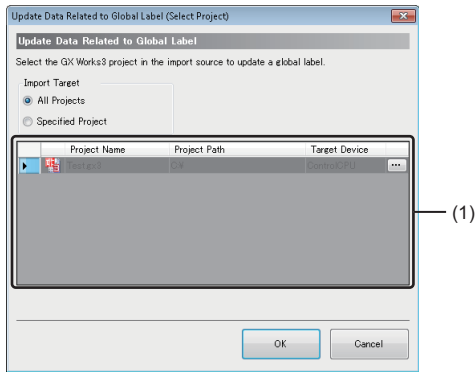 Update Data Related to Global Label (Select Project)
Update Data Related to Global Label
Select the GX Works3 project in the import source to update a global label.
Import Target
All Projects
Specified Project
Project Name Project Path Target Device
Test.gx3 C:¥ ControlCPU ...
(1)
OK Cancel